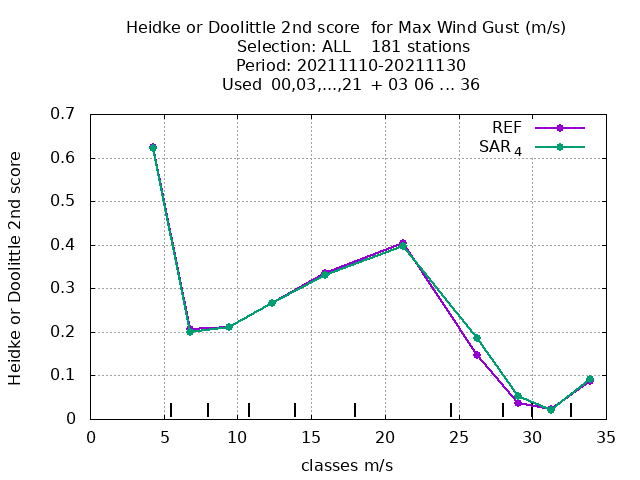 Heidke or Doolittle 2nd score  for Max Wind Gust (m/s)
Selection: ALL    181 stations
Period: 20211110-20211130
Used  00,03,...,21  + 03 06 ... 36
Heidke or Doolittle 2nd score
0.7
0.6
0.5
0.4
0.3
0.2
0.1
0
REF
SAR 4
0 5 10 15 20 25 30 35
classes m/s